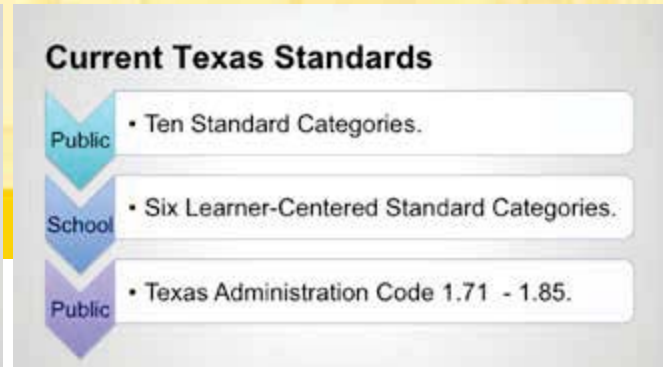 Current Texas Standards
Public
• Ten Standard Categories.
School
• Six Learner-Centered Standard Categories.
Public
• Texas Administration Code 1.71 - 1.85.